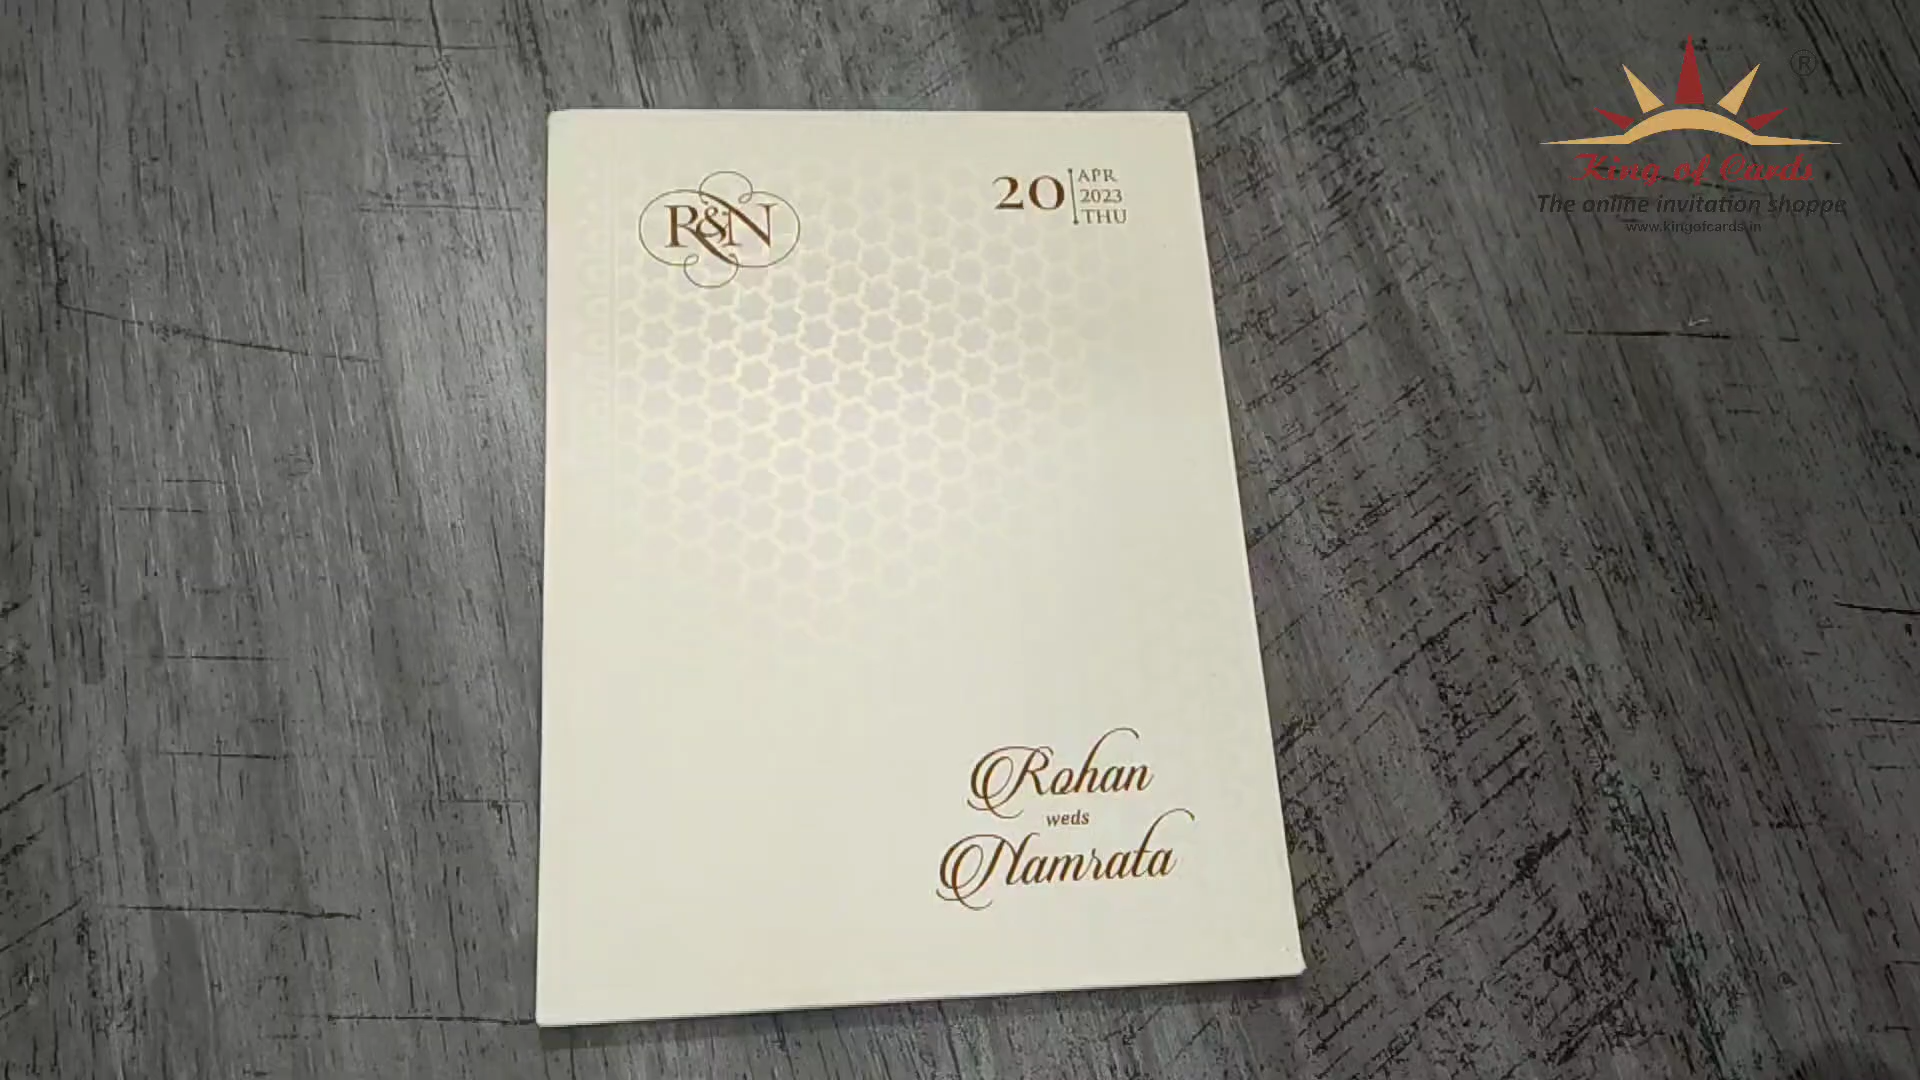 R&N
20
APR
2023
THU
Rohan
weds
Namrata
®
King of Cards
The online invitation shoppe
www.kingofcards.in